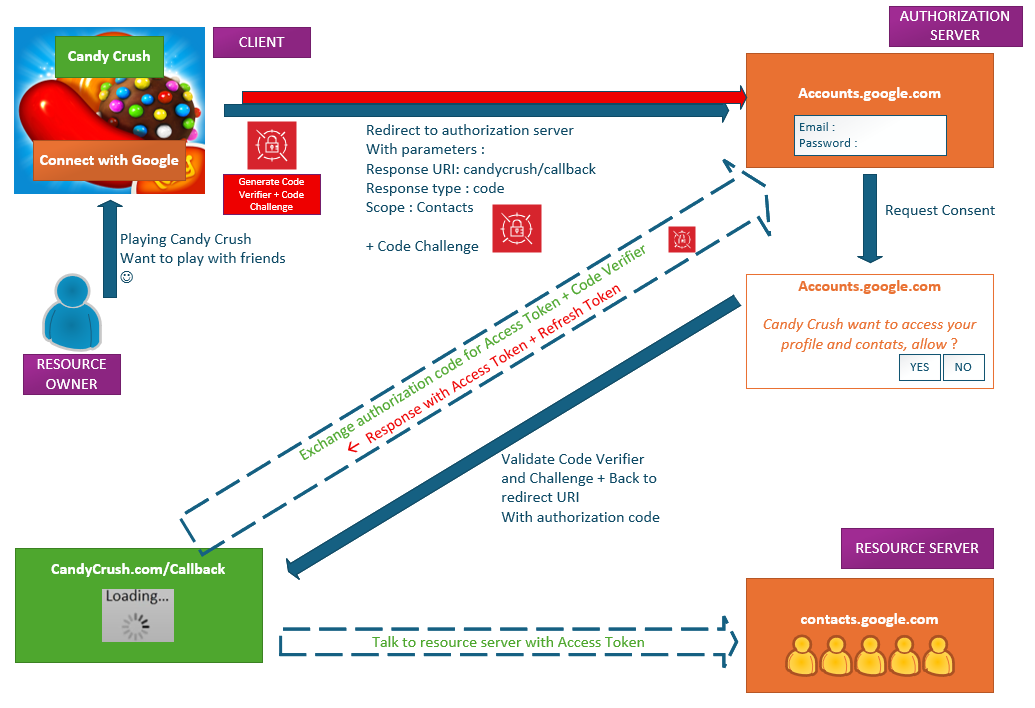 AUTHORIZATION
SERVER
CLIENT
Candy Crush
Connect with Google
Accounts.google.com
Email :
Password :
Redirect to authorization server
With parameters :
Response URI: candycrush/callback
Response type : code
Scope : Contacts
+ Code Challenge
Generate Code
Verifier + Code
Challenge
Request Consent
Playing Candy Crush
Want to play with friends
☺
RESOURCE
OWNER
Accounts.google.com
Candy Crush want to access your
profile and contats, allow ?
YES
NO
Exchange authorization code for Access Token + Code Verifier
← Response with Access Token + Refresh Token
Validate Code Verifier
and Challenge + Back to
redirect URI
With authorization code
CandyCrush.com/Callback
Loading...
Talk to resource server with Access Token
RESOURCE SERVER
contacts.google.com